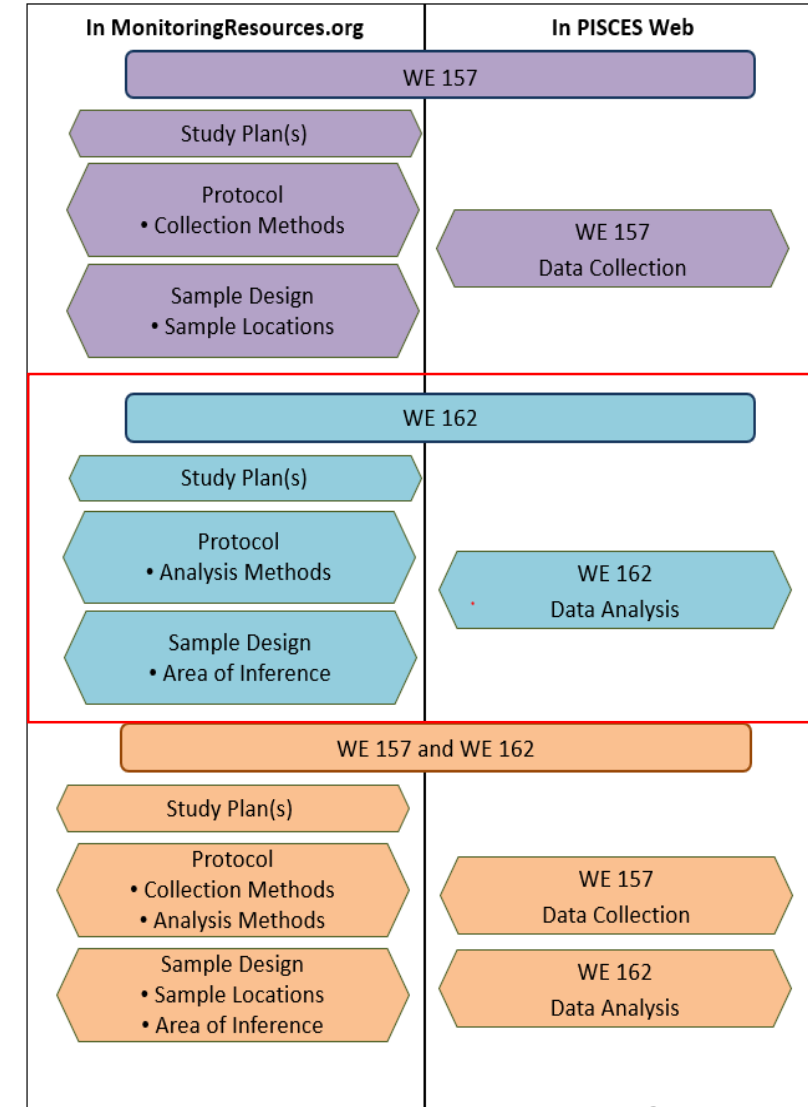 In MonitoringResources.org
In PISCES Web
WE 157
Study Plan(s)
Protocol
• Collection Methods
Sample Design
• Sample Locations
WE 157
Data Collection
WE 162
Study Plan(s)
Protocol
• Analysis Methods
Sample Design
• Area of Inference
WE 162
Data Analysis
WE 157 and WE 162
Study Plan(s)
Protocol
• Collection Methods
• Analysis Methods
Sample Design
• Sample Locations
• Area of Inference
WE 157
Data Collection
WE 162
Data Analysis